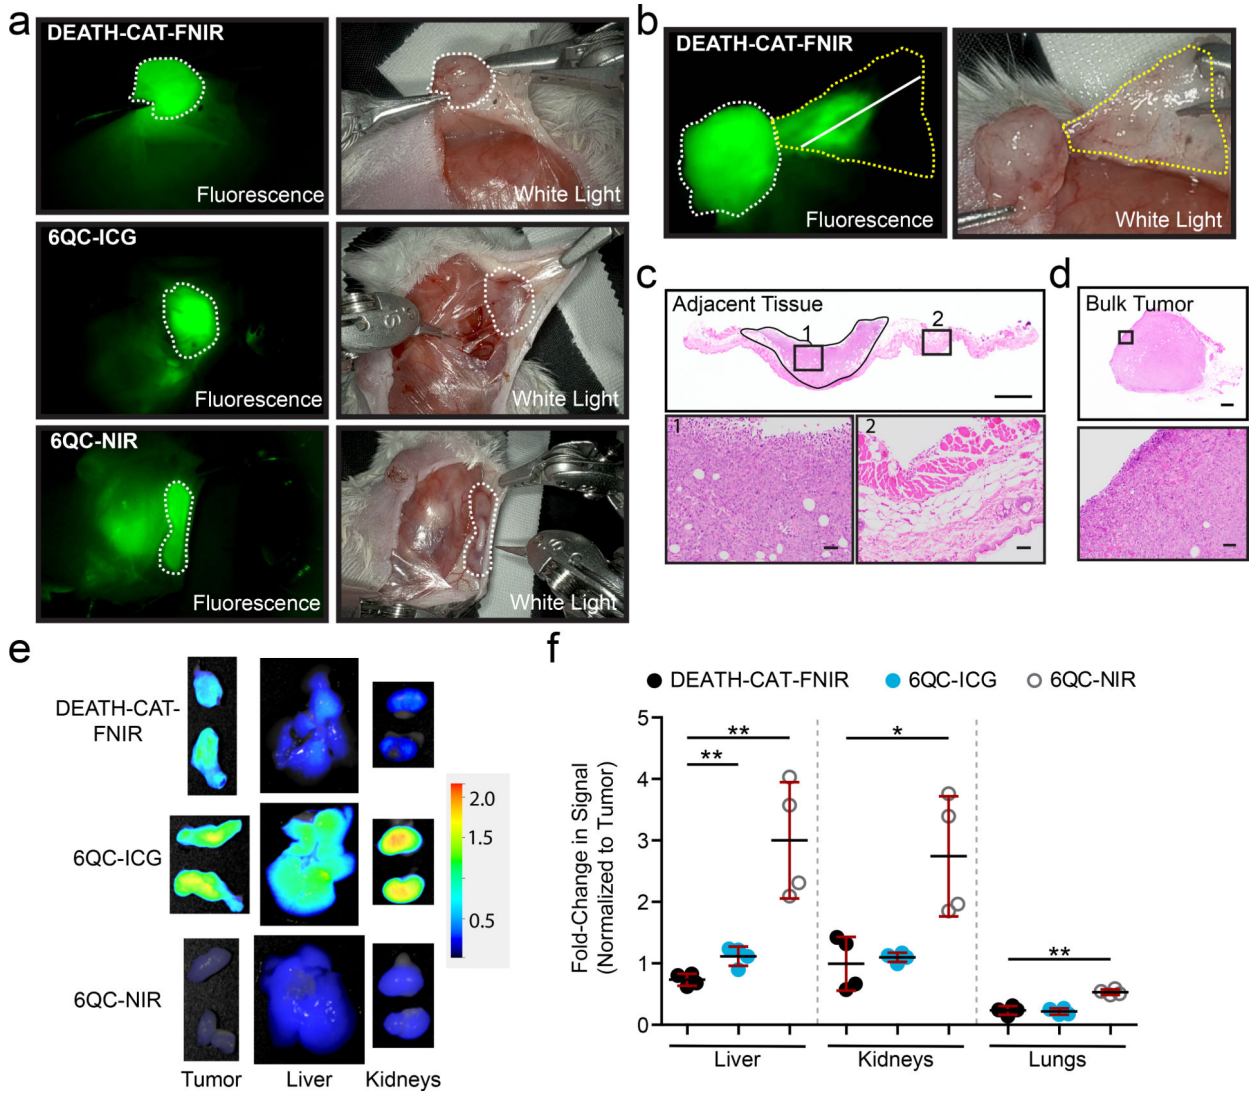 a
DEATH-CAT-FNIR
Fluorescence
White Light
6QC-ICG
Fluorescence
White Light
6QC-NIR
Fluorescence
White Light
b
DEATH-CAT-FNIR
Fluorescence
White Light
c
Adjacent Tissue
1
2
1
2
d
Bulk Tumor
e
DEATH-CAT-
FNIR
6QC-ICG
6QC-NIR
Tumor
Liver
Kidneys
2.0
1.5
1
0.5
f
DEATH-CAT-FNIR
6QC-ICG
6QC-NIR
Fold-Change in Signal
(Normalized to Tumor)
5
4
3
2
1
0
**
**
*
**
Liver
Kidneys
Lungs